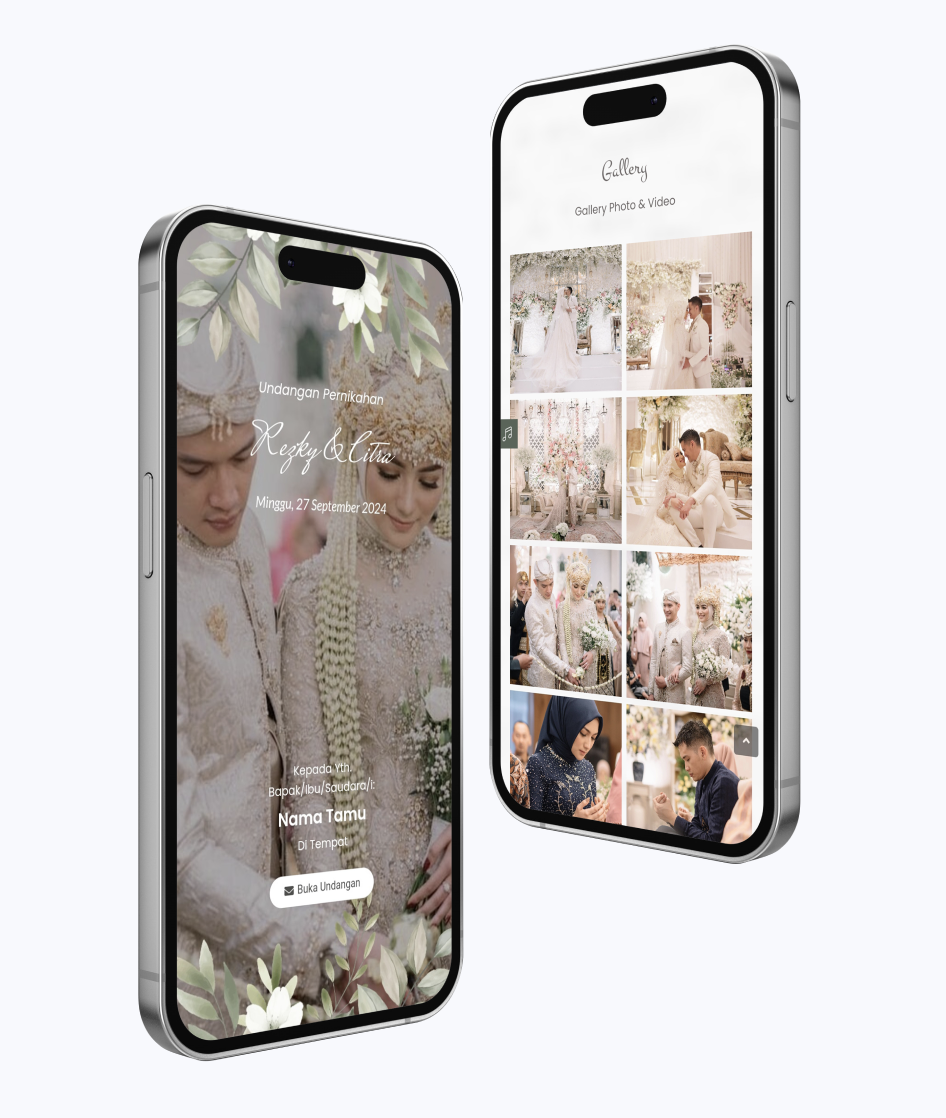 Undangan Pernikahan
Rezky & Citra
Minggu, 27 September 2024
Kepada Yth.
Bapak/Ibu/Saudara/i:
Nama Tamu
Di Tempat
Buka Undangan
Gallery
Gallery Photo & Video